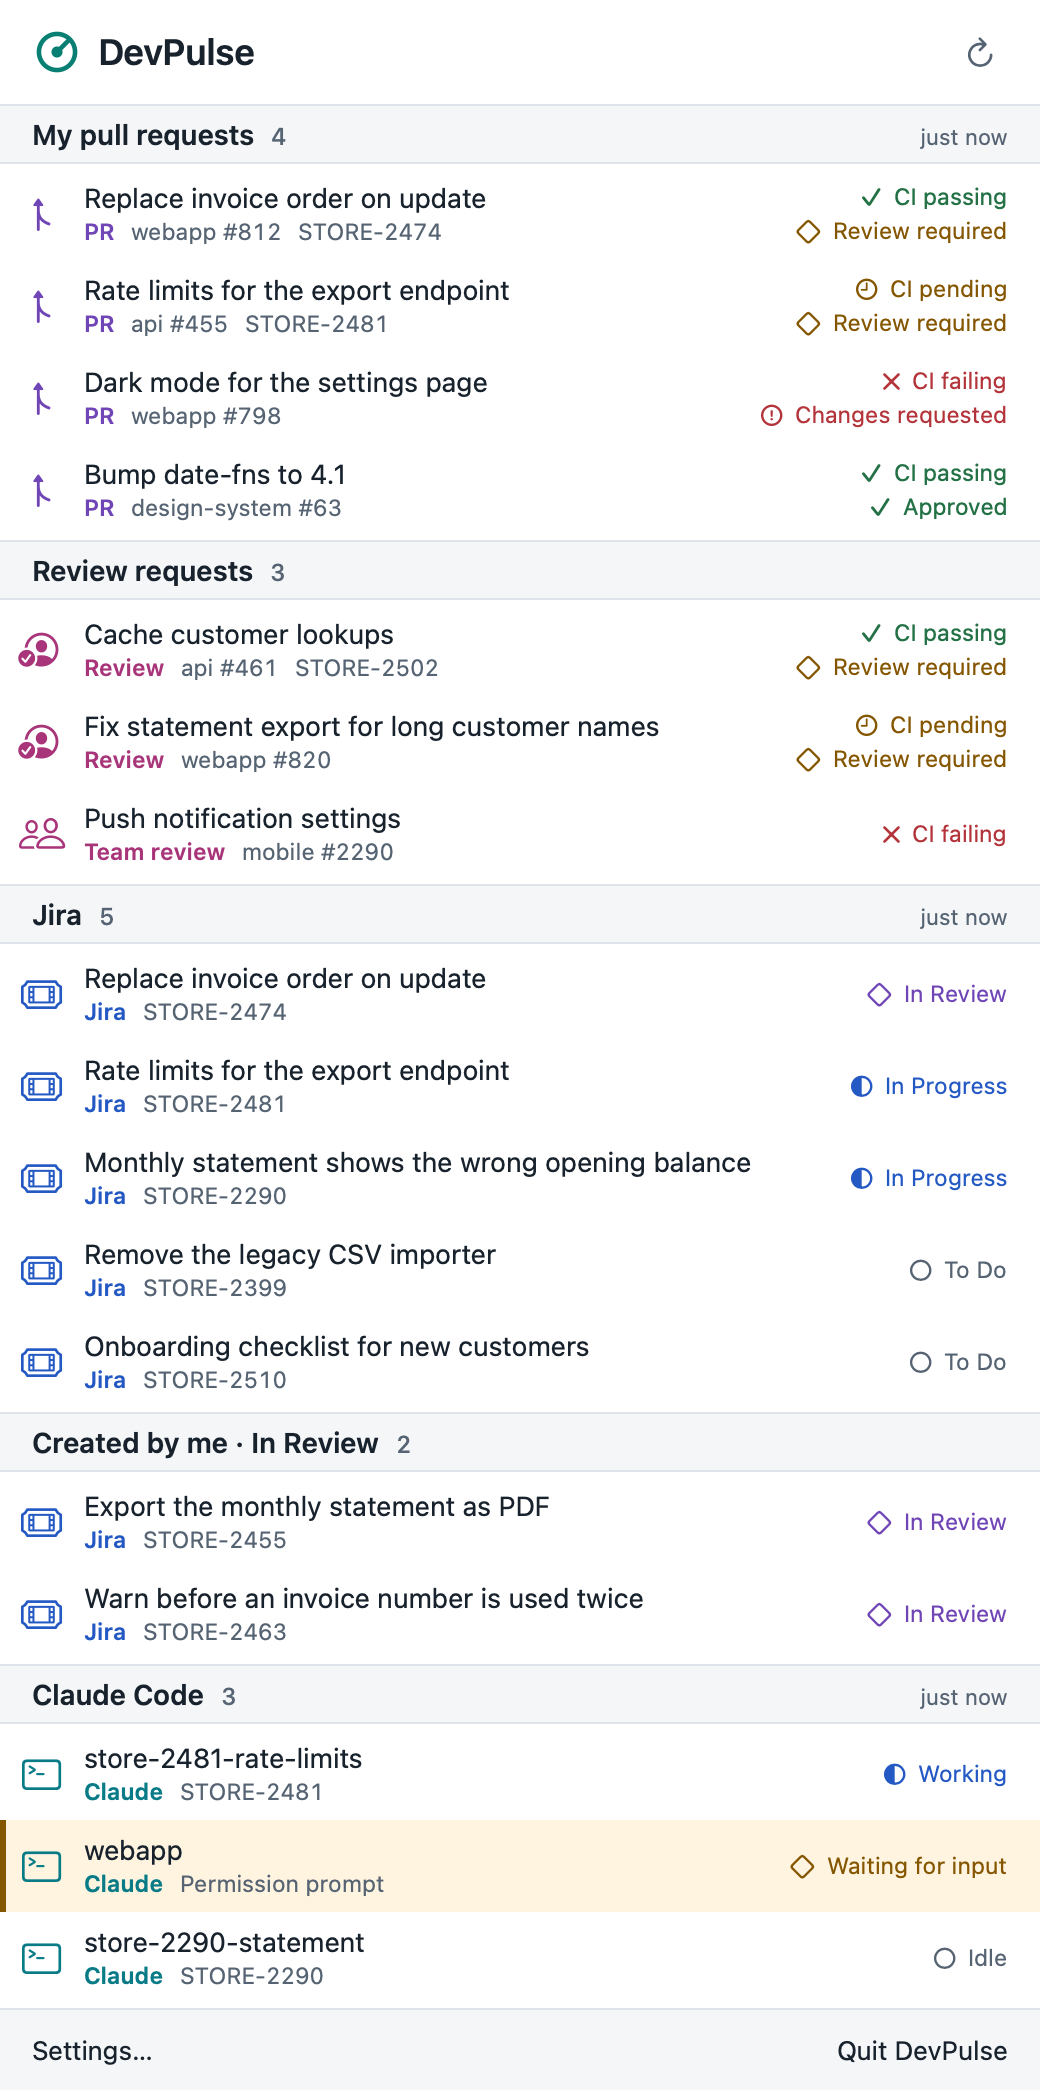 DevPulse
My pull requests 4 just now
Replace invoice order on update CI passing
PR webapp #812 STORE-2474 Review required
Rate limits for the export endpoint CI pending
PR api #455 STORE-2481 Review required
Dark mode for the settings page CI failing
PR webapp #798 Changes requested
Bump date-fns to 4.1 CI passing
PR design-system #63 Approved
Review requests 3
Cache customer lookups CI passing
Review api #461 STORE-2502 Review required
Fix statement export for long customer names CI pending
Review webapp #820 Review required
Push notification settings CI failing
Team review mobile #2290
Jira 5 just now
Replace invoice order on update In Review
Jira STORE-2474
Rate limits for the export endpoint In Progress
Jira STORE-2481
Monthly statement shows the wrong opening balance In Progress
Jira STORE-2290
Remove the legacy CSV importer To Do
Jira STORE-2399
Onboarding checklist for new customers To Do
Jira STORE-2510
Created by me · In Review 2
Export the monthly statement as PDF In Review
Jira STORE-2455
Warn before an invoice number is used twice In Review
Jira STORE-2463
Claude Code 3 just now
store-2481-rate-limits Working
Claude STORE-2481
webapp Waiting for input
Claude Permission prompt
store-2290-statement Idle
Claude STORE-2290
Settings... Quit DevPulse